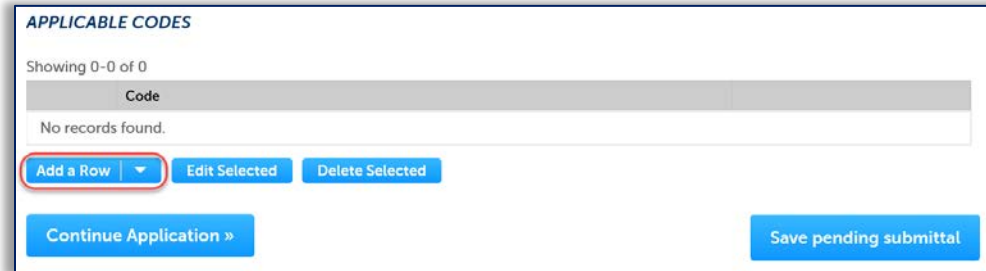 APPLICABLE CODES
Showing 0-0 of 0
Code
No records found.
Add a Row Edit Selected Delete Selected
Continue Application » Save pending submittal